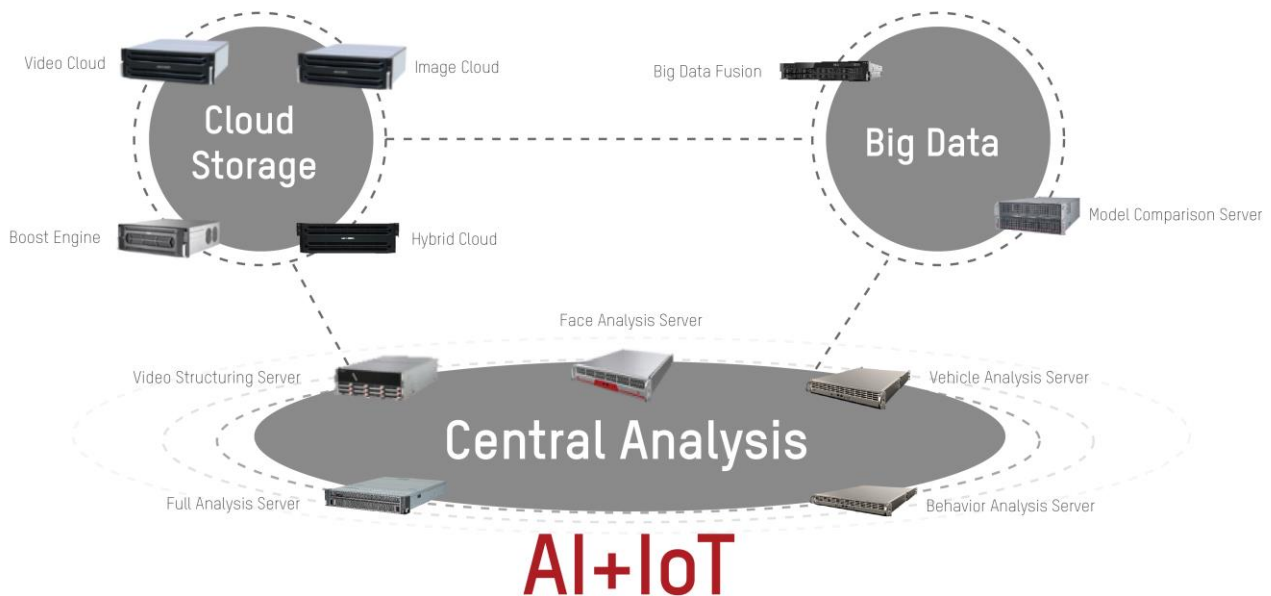 Video Cloud
Image Cloud
Big Data Fusion
Cloud
Storage
Big Data
Model Comparison Server
Boost Engine
Hybrid Cloud
Face Analysis Server
Video Structuring Server
Vehicle Analysis Server
Central Analysis
Full Analysis Server
Behavior Analysis Server
AI+IoT